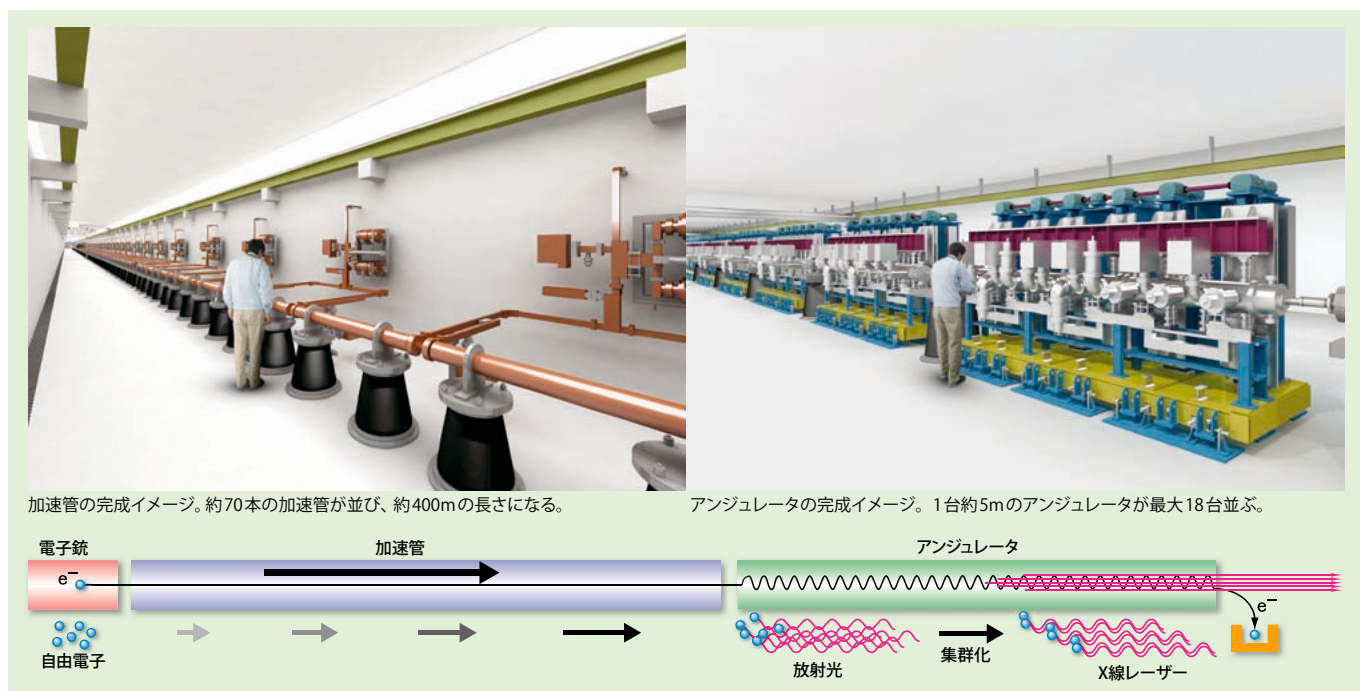 加速管の完成イメージ。約70本の加速管が並び、約400mの長さになる。
アンジュレータの完成イメージ。1台約5mのアンジュレータが最大18台並ぶ。
電子銃
加速管
アンジュレータ
e−
e−
自由電子
放射光
集群化
X線レーザー